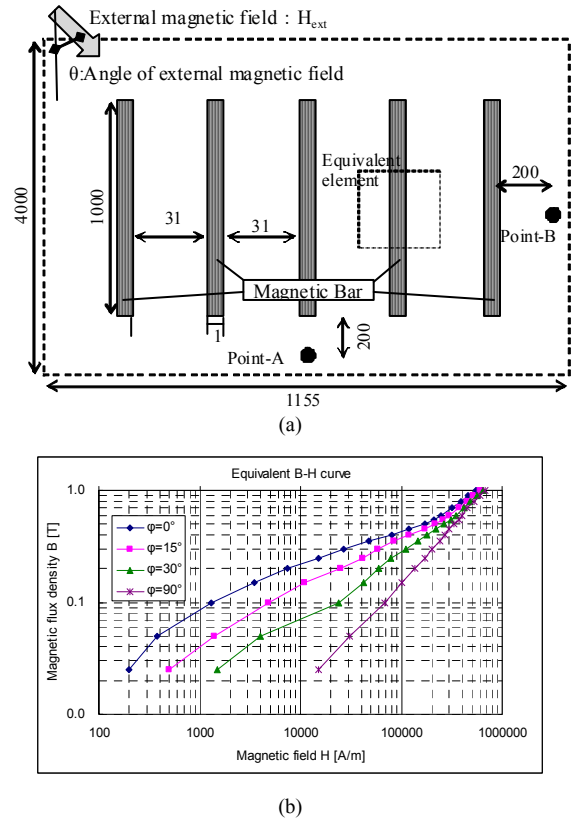 External magnetic field : Hext
θ:Angle of external magnetic field
Equivalent
element
200
4000
1000
31
31
Point-B
Magnetic Bar
1
200
Point-A
1155
(a)
Equivalent B-H curve
Magnetic flux density B [T]
1.0
0.1
0.0
φ=0°
φ=15°
φ=30°
φ=90°
100
1000
10000
100000
1000000
Magnetic field H [A/m]
(b)